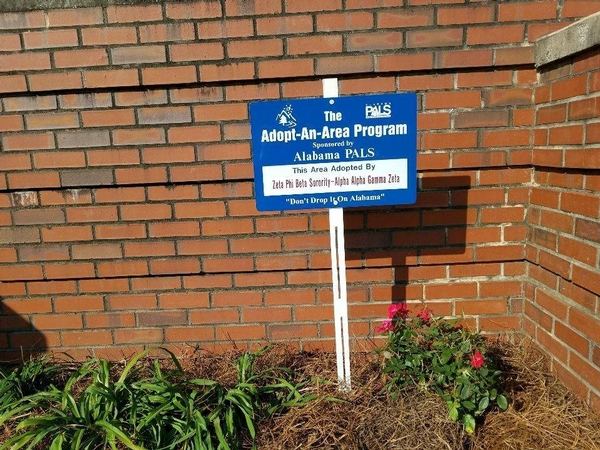 The
PALS
Adopt-An-Area Program
Sponsored by
Alabama PALS
This Area Adopted By
Zeta Phi Beta Sorority-Alpha Alpha Gamma Zeta
"Don't Drop It On Alabama"